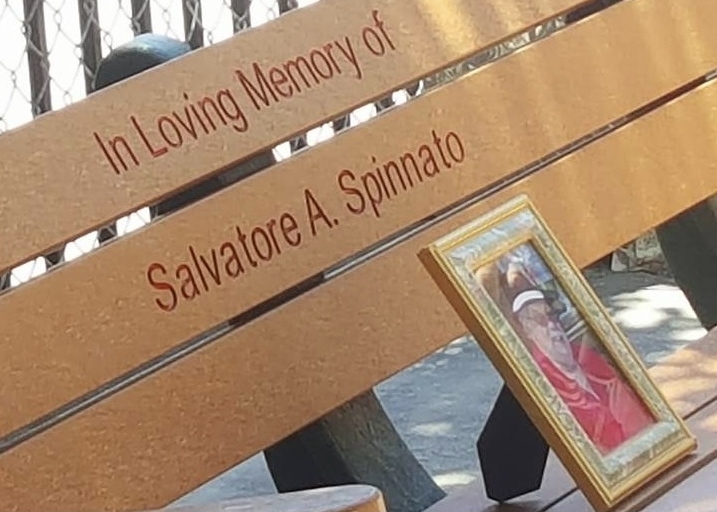 In Loving Memory of
Salvatore A. Spinnato